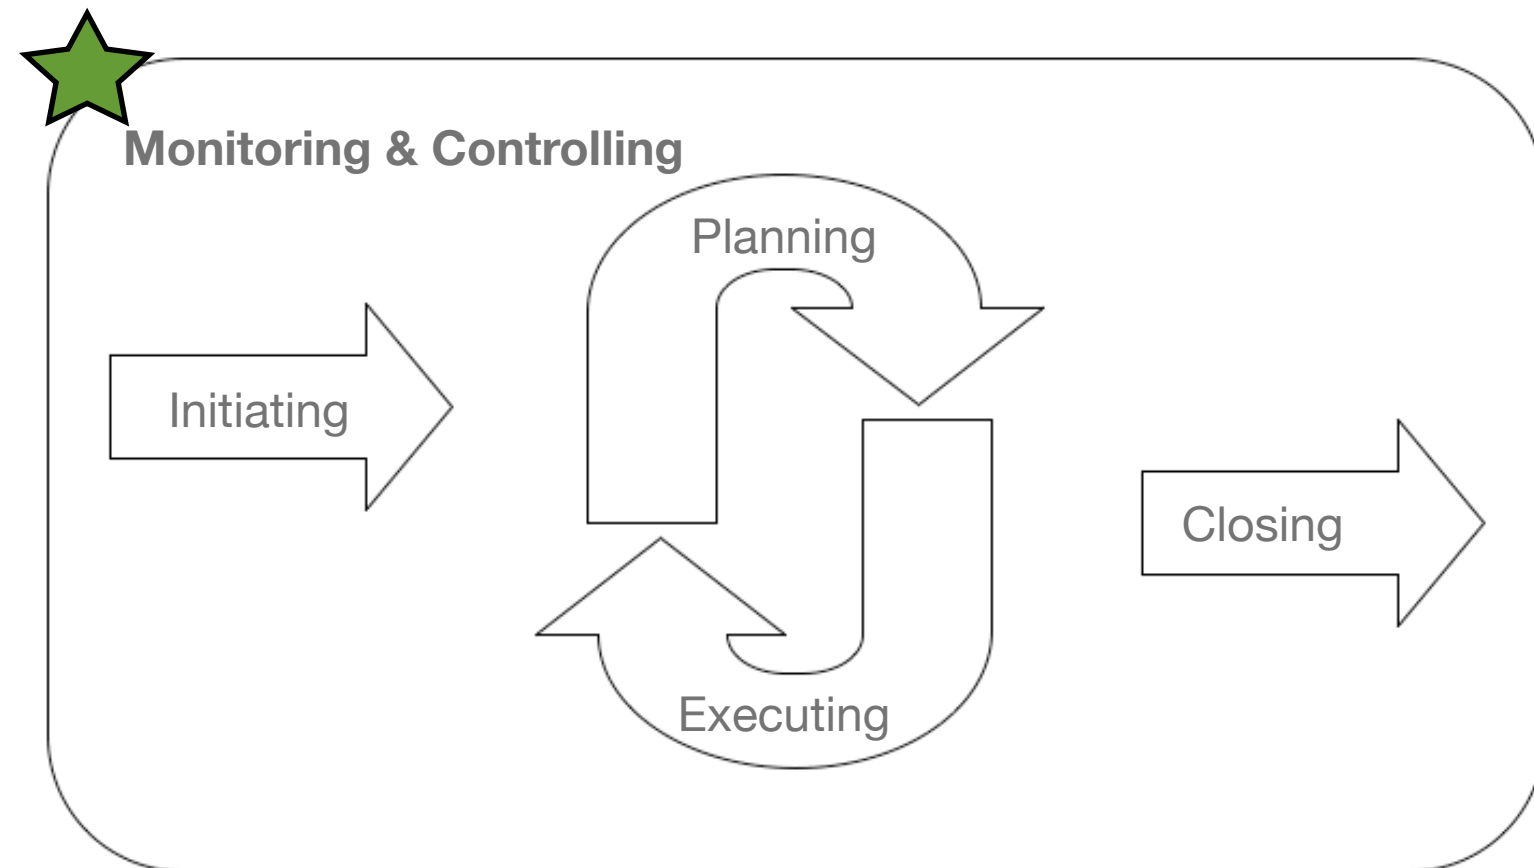 Monitoring & Controlling
Planning
Initiating
Closing
Executing